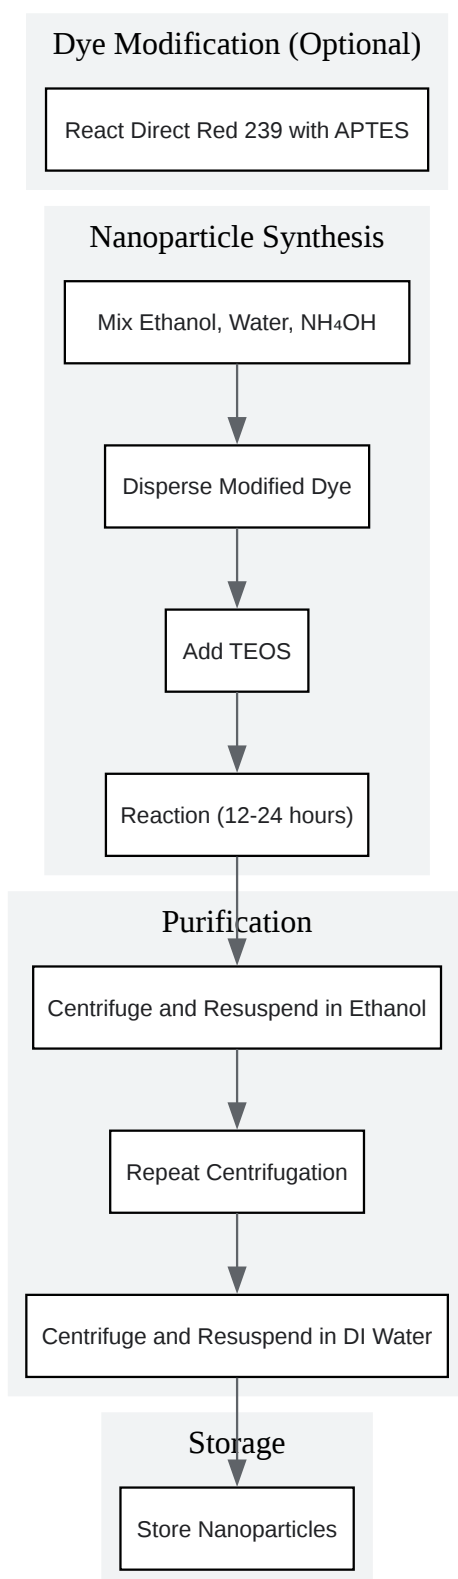 Dye Modification (Optional)
React Direct Red 239 with APTES
Nanoparticle Synthesis
Mix Ethanol, Water, NH₄OH
Disperse Modified Dye
Add TEOS
Reaction (12-24 hours)
Purification
Centrifuge and Resuspend in Ethanol
Repeat Centrifugation
Centrifuge and Resuspend in DI Water
Storage
Store Nanoparticles